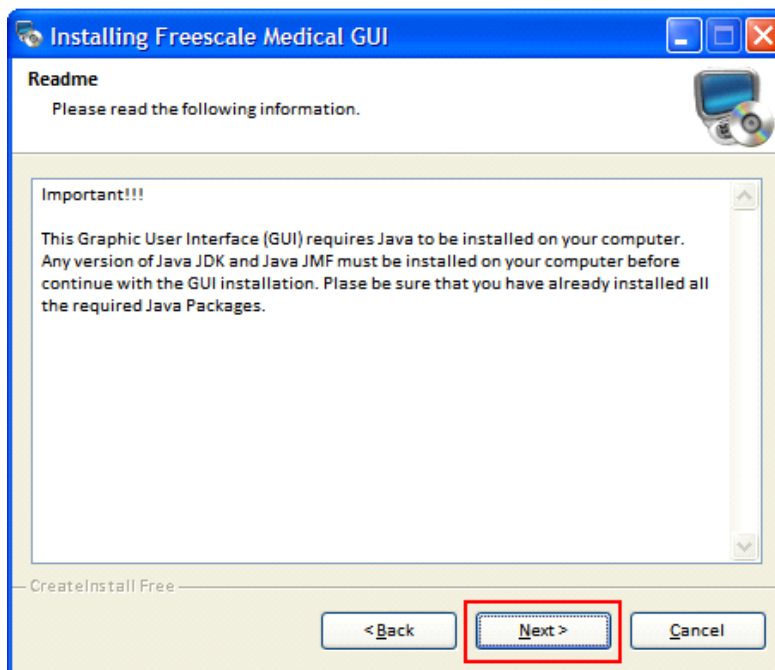 Installing Freescale Medical GUI
Readme
Please read the following information.
Important!!!
This Graphic User Interface (GUI) requires Java to be installed on your computer.
Any version of Java JDK and Java JMF must be installed on your computer before
continue with the GUI installation. Plase be sure that you have already installed all
the required Java Packages.
CreateInstall Free
< Back Next > Cancel